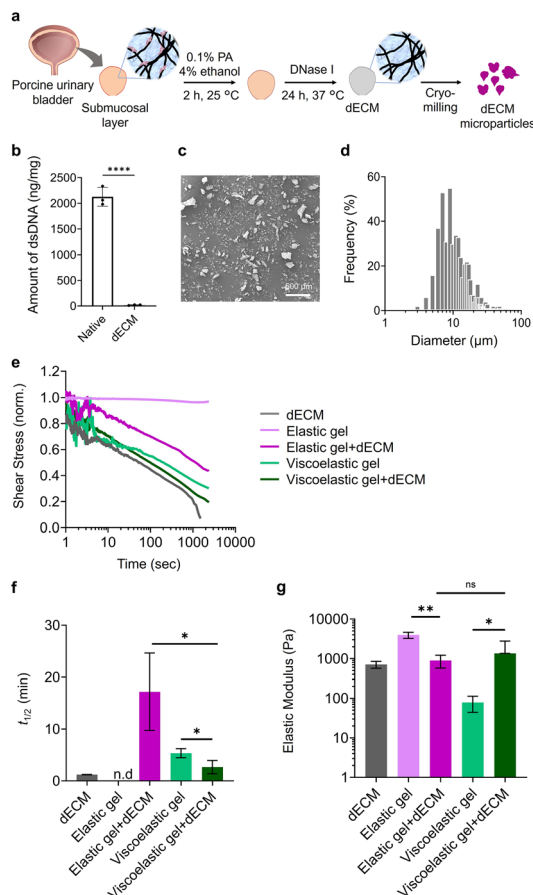 a
Porcine urinary
bladder
Submucosal
layer
0.1% PA
4% ethanol
2 h, 25 °C
DNase I
24 h, 37 °C
dECM
Cryo-
milling
dECM
microparticles
b
Amount of dsDNA (ng/mg)
2500
2000
1500
1000
500
0
****
Native
dECM
c
500 μm
d
Frequency (%)
60
40
20
0
1
10
100
Diameter (μm)
e
Shear Stress (norm.)
1.4
1.2
1.0
0.8
0.6
0.4
0.2
0.0
1
10
100
1000
10000
Time (sec)
dECM
Elastic gel
Elastic gel+dECM
Viscoelastic gel
Viscoelastic gel+dECM
f
t1/2 (min)
30
20
10
0
n.d
*
*
dECM
Elastic gel
Elastic gel+dECM
Viscoelastic gel
Viscoelastic gel+dECM
g
Elastic Modulus (Pa)
10000
1000
100
10
1
ns
**
*
dECM
Elastic gel
Elastic gel+dECM
Viscoelastic gel
Viscoelastic gel+dECM